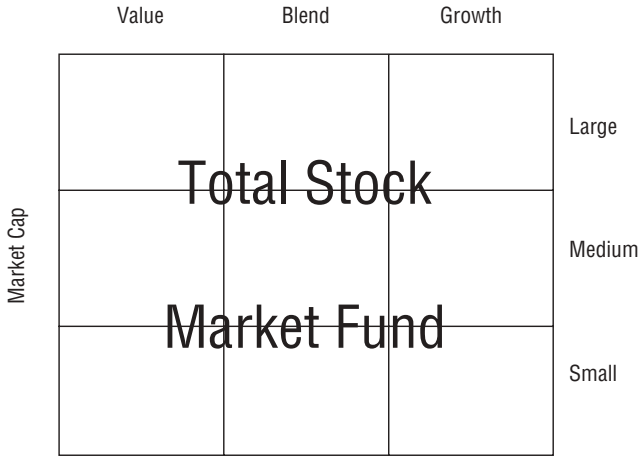 Value Blend Growth
Large
Total Stock
Market Cap
Medium
Market Fund
Small